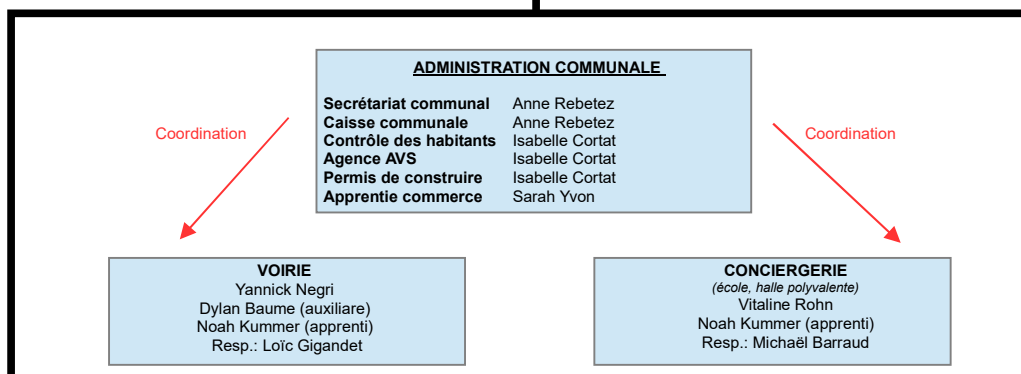 ADMINISTRATION COMMUNALE
Secrétariat communal Anne Rebetez
Caisse communale Anne Rebetez
Contrôle des habitants Isabelle Cortat
Agence AVS Isabelle Cortat
Permis de construire Isabelle Cortat
Apprentie commerce Sarah Yvon
Coordination
Coordination
VOIRIE
Yannick Negri
Dylan Baume (auxiliare)
Noah Kummer (apprenti)
Resp.: Loïc Gigandet
CONCIERGERIE
(école, halle polyvalente)
Vitaline Rohn
Noah Kummer (apprenti)
Resp.: Michaël Barraud